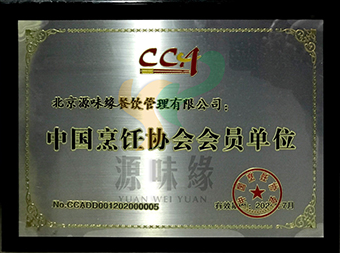 CCA
北京源味缘餐饮管理有限公司:
中国烹饪协会会员单位
源味缘
YUAN WEI YUAN
No.CCADD001202000005